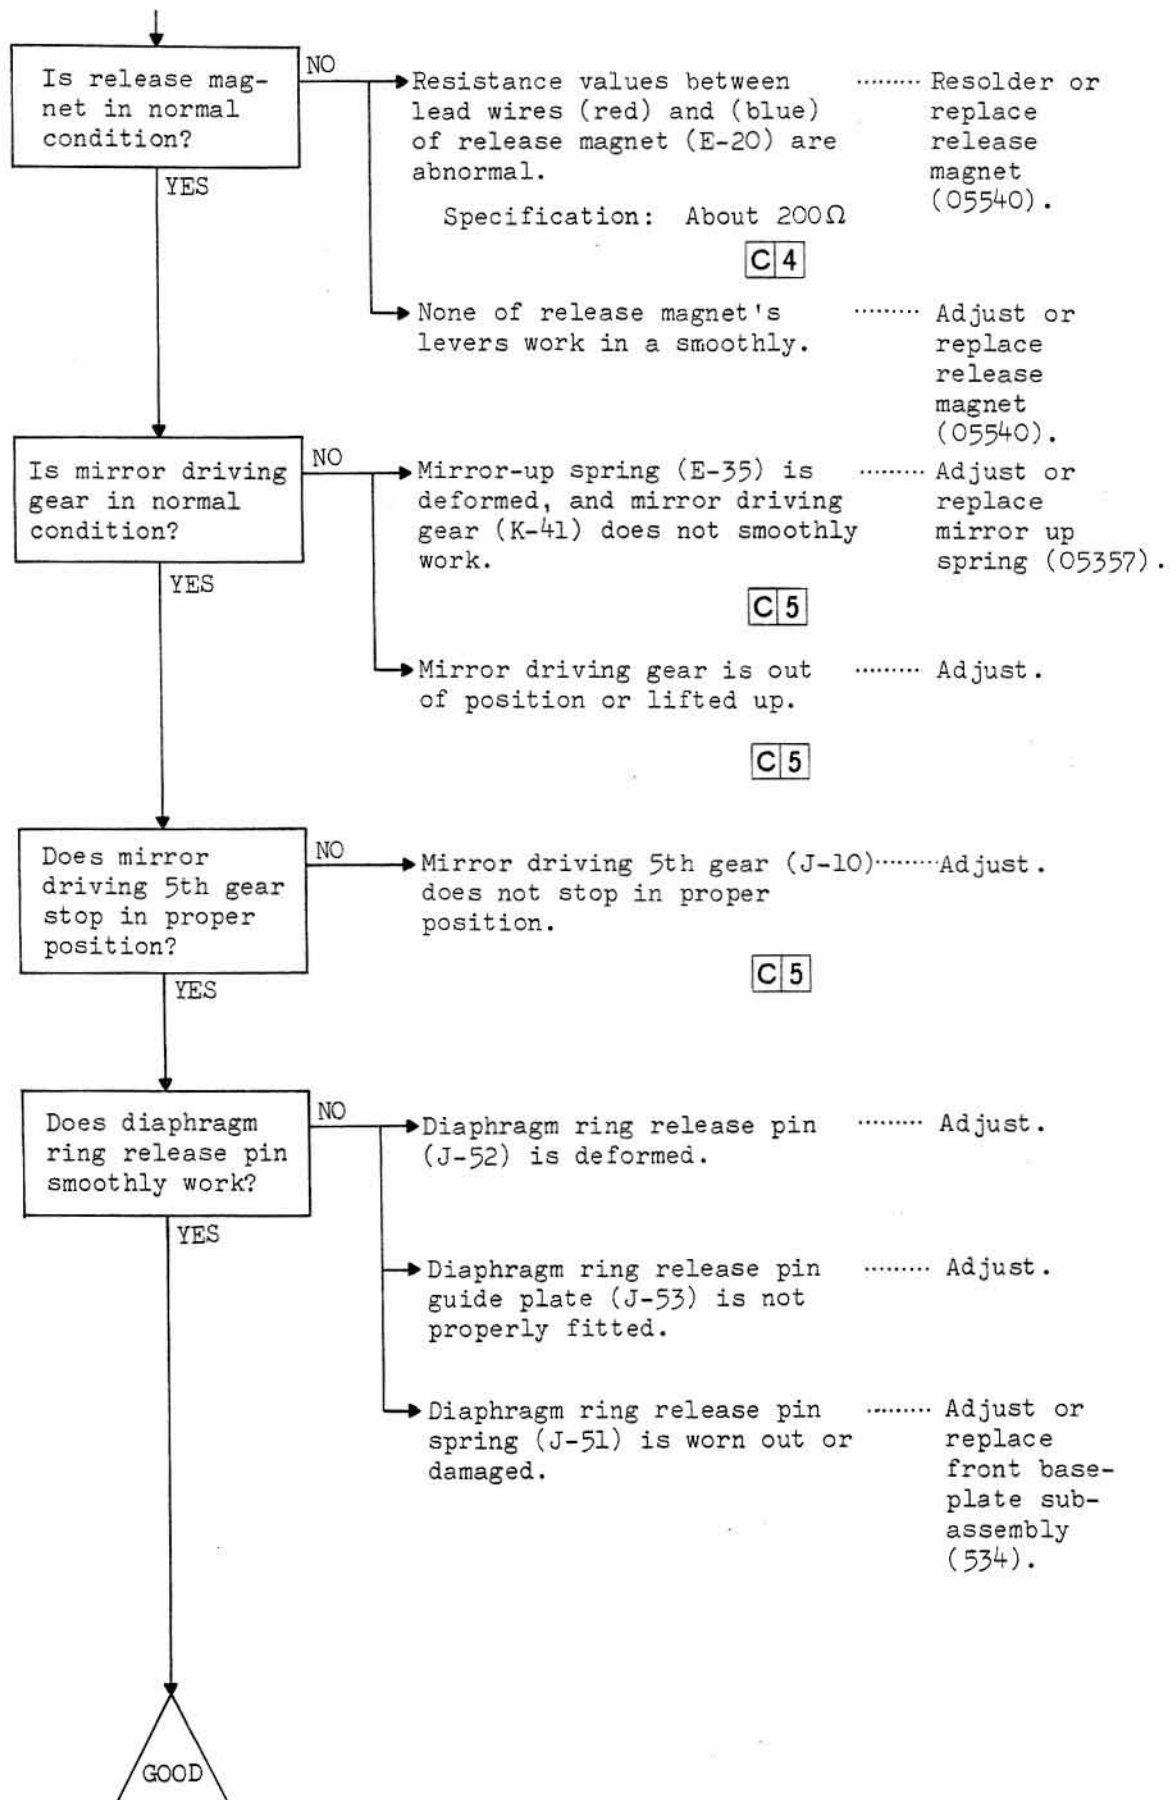 Is release mag-
net in normal
condition?
NO
YES
Resistance values between
lead wires (red) and (blue)
of release magnet (E-20) are
abnormal.
Specification: About 200Ω
C 4
......... Resolder or
replace
release
magnet
(05540).
None of release magnet's
levers work in a smoothly.
......... Adjust or
replace
release
magnet
(05540).
Is mirror driving
gear in normal
condition?
NO
YES
Mirror-up spring (E-35) is
deformed, and mirror driving
gear (K-41) does not smoothly
work.
C 5
......... Adjust or
replace
mirror up
spring (05357).
Mirror driving gear is out
of position or lifted up.
C 5
......... Adjust.
Does mirror
driving 5th gear
stop in proper
position?
NO
YES
Mirror driving 5th gear (J-10)
does not stop in proper
position.
C 5
.........Adjust.
Does diaphragm
ring release pin
smoothly work?
NO
YES
Diaphragm ring release pin
(J-52) is deformed.
......... Adjust.
Diaphragm ring release pin
guide plate (J-53) is not
properly fitted.
......... Adjust.
Diaphragm ring release pin
spring (J-51) is worn out or
damaged.
......... Adjust or
replace
front base-
plate sub-
assembly
(534).
GOOD